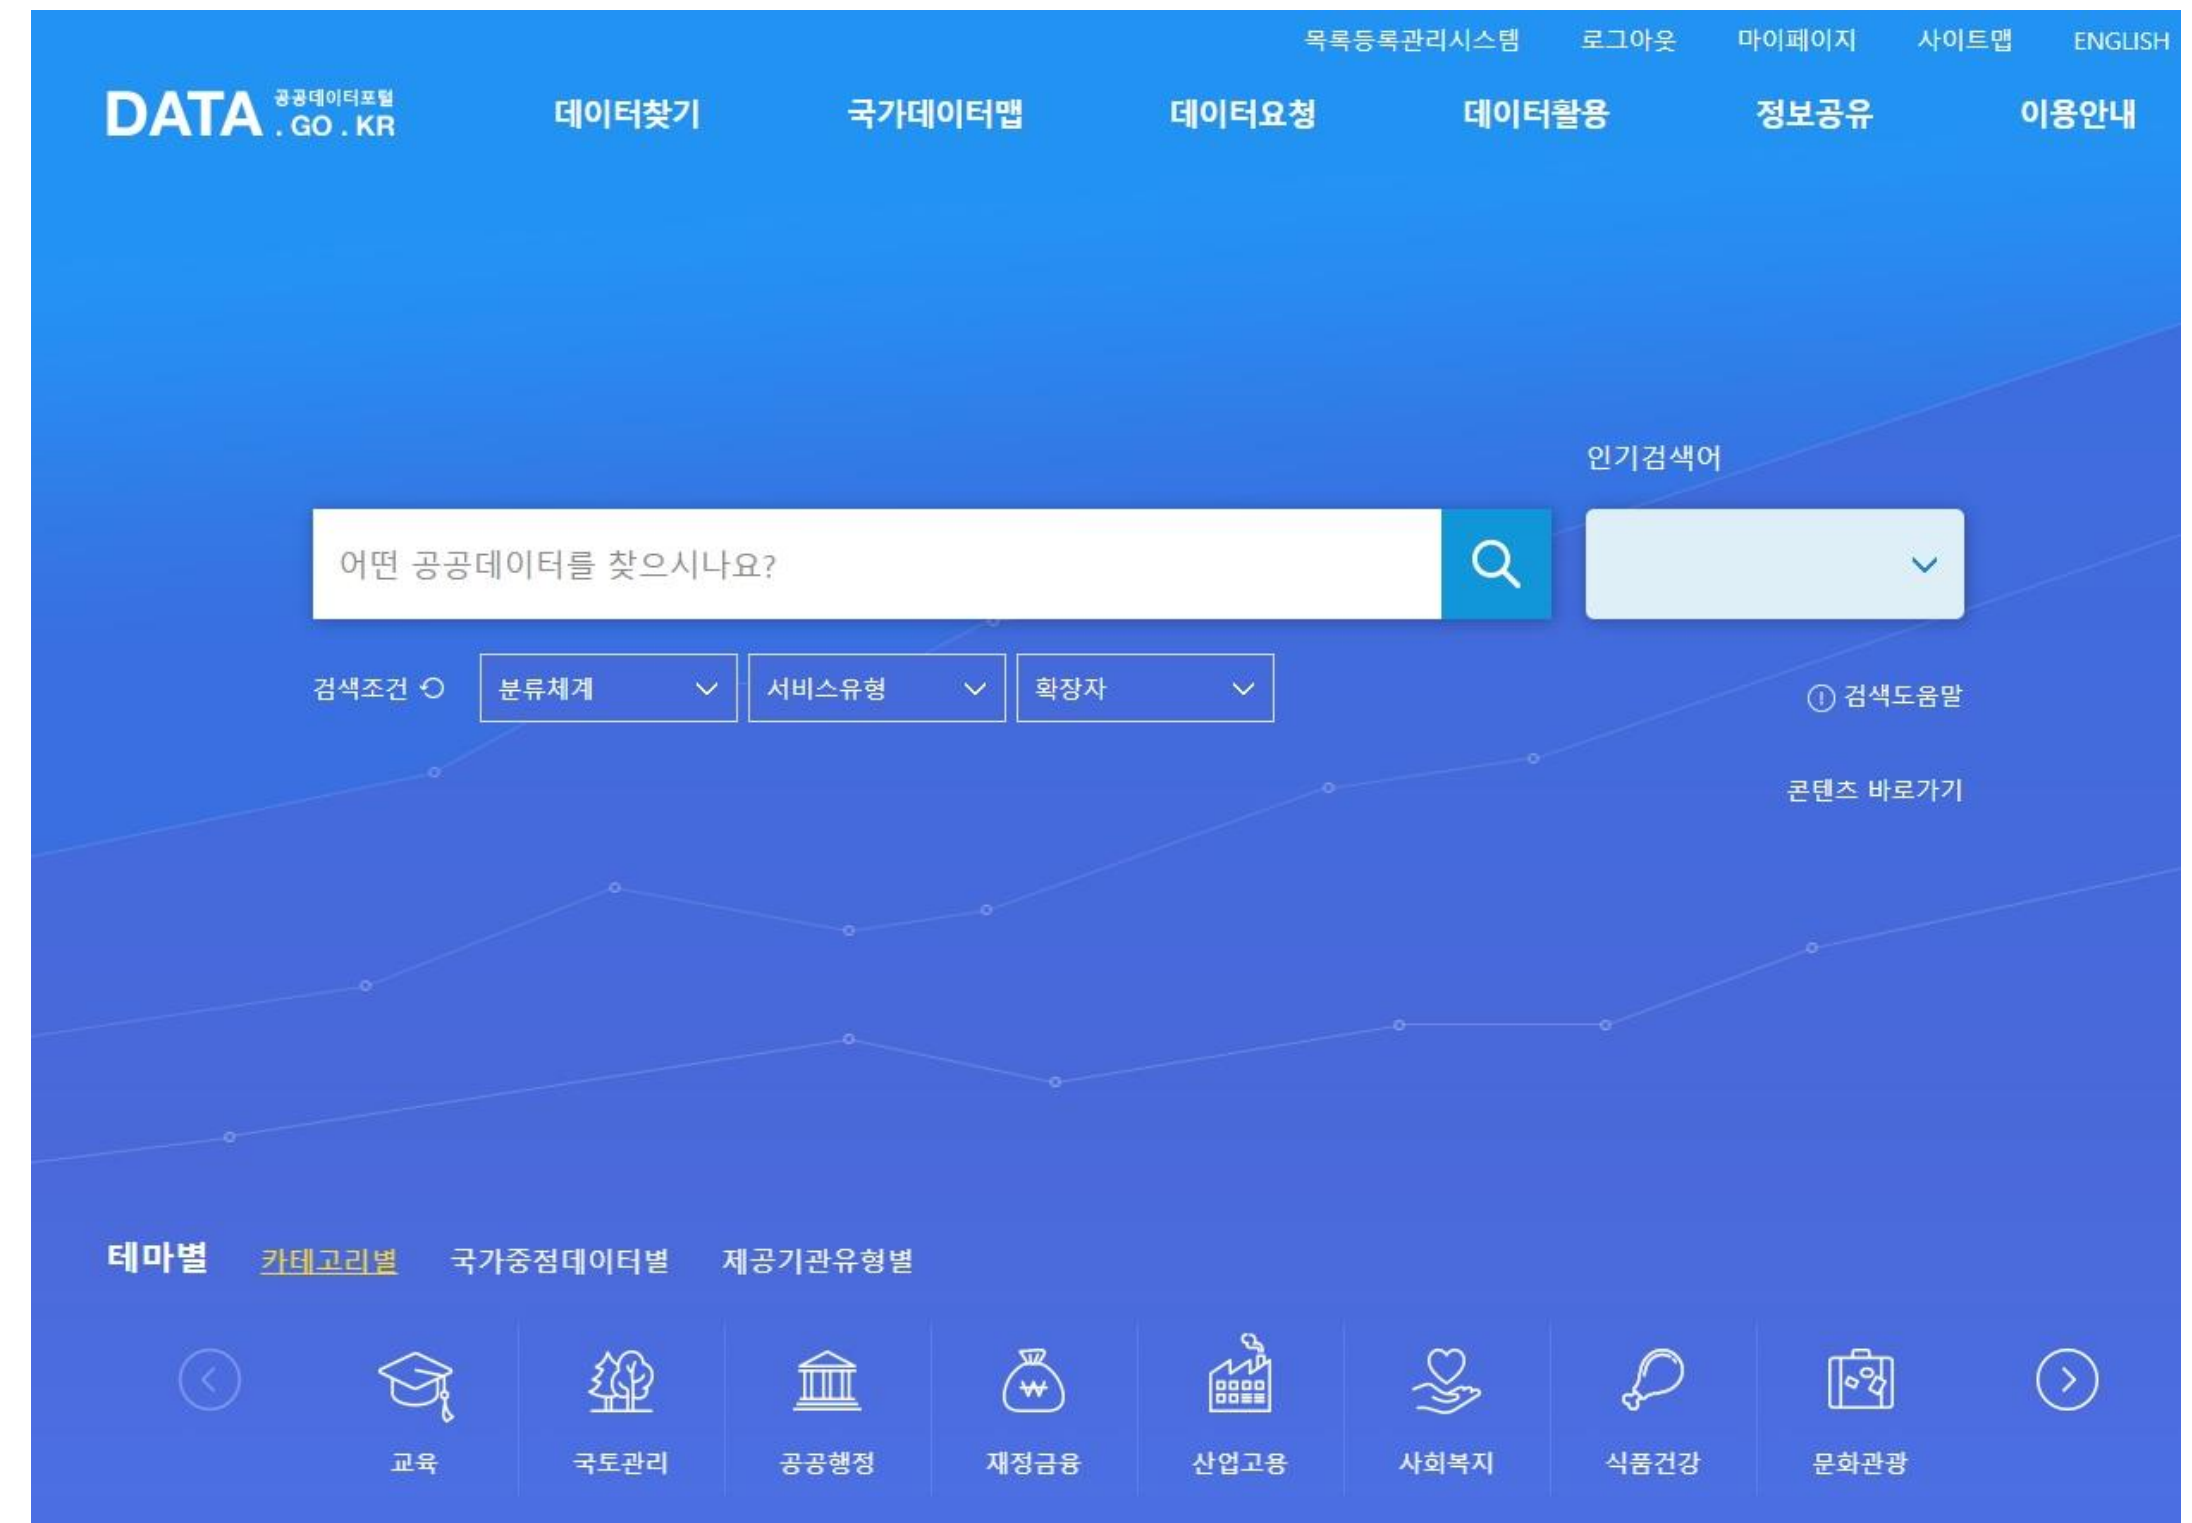 목록등록관리시스템 로그아웃 마이페이지 사이트맵 ENGLISH
DATA 공공데이터포털 . GO . KR
데이터찾기 국가데이터맵 데이터요청 데이터활용 정보공유 이용안내
인기검색어
어떤 공공데이터를 찾으시나요?
검색조건 분류체계 서비스유형 확장자
검색도움말
콘텐츠 바로가기
테마별 카테고리별 국가중점데이터별 제공기관유형별
교육 국토관리 공공행정 재정금융 산업고용 사회복지 식품건강 문화관광